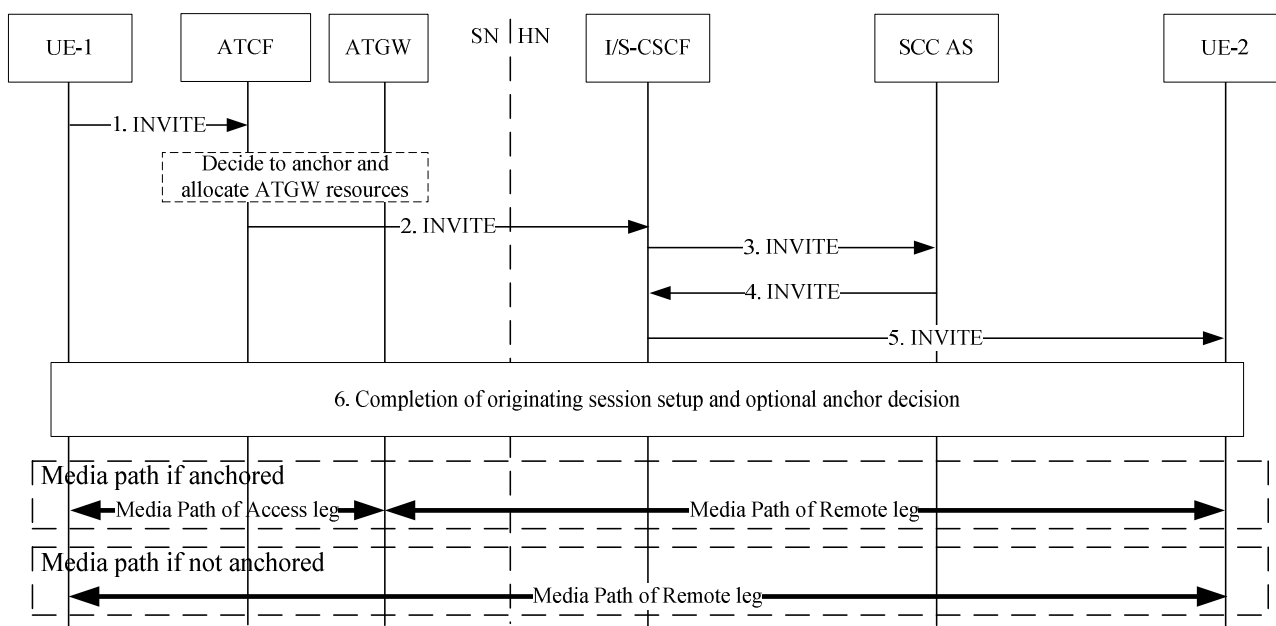 UE-1
ATCF
ATGW
SN
HN
I/S-CSCF
SCC AS
UE-2
1. INVITE
Decide to anchor and
allocate ATGW resources
2. INVITE
3. INVITE
4. INVITE
5. INVITE
6. Completion of originating session setup and optional anchor decision
Media path if anchored
Media Path of Access leg
Media Path of Remote leg
Media path if not anchored
Media Path of Remote leg